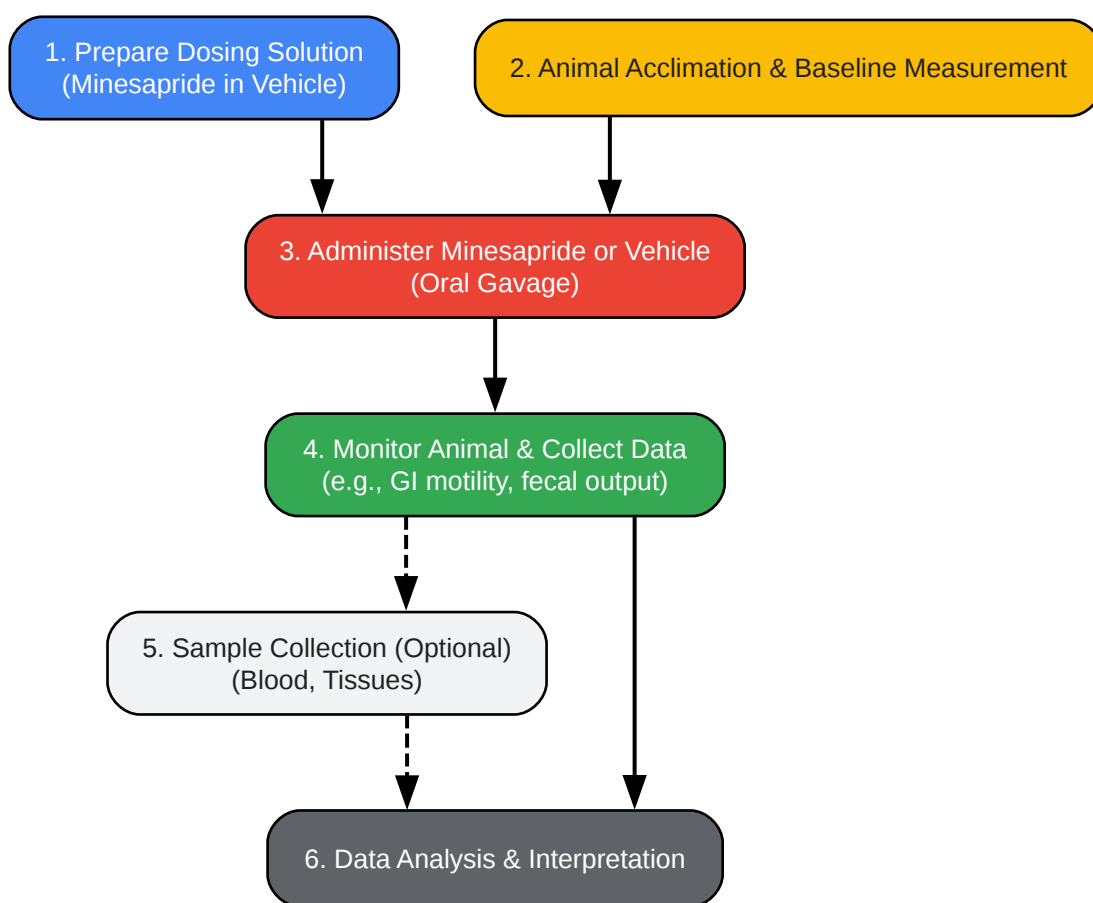 1. Prepare Dosing Solution
(Minesapride in Vehicle)
2. Animal Acclimation & Baseline Measurement
3. Administer Minesapride or Vehicle
(Oral Gavage)
4. Monitor Animal & Collect Data
(e.g., GI motility, fecal output)
5. Sample Collection (Optional)
(Blood, Tissues)
6. Data Analysis & Interpretation